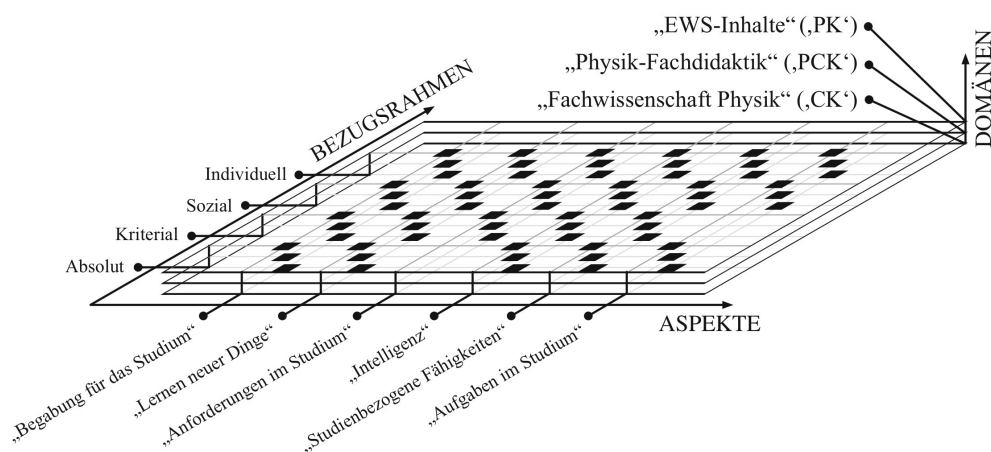 „EWS-Inhalte“ (‚PK‘)
„Physik-Fachdidaktik“ (‚PCK‘)
„Fachwissenschaft Physik“ (‚CK‘)
DOMÄNEN
BEZUGSRAHMEN
Individuell
Sozial
Kriterial
Absolut
ASPEKTE
„Begabung für das Studium“
„Lernen neuer Dinge“
„Anforderungen im Studium“
„Intelligenz“
„Studienbezogene Fähigkeiten“
„Aufgaben im Studium“